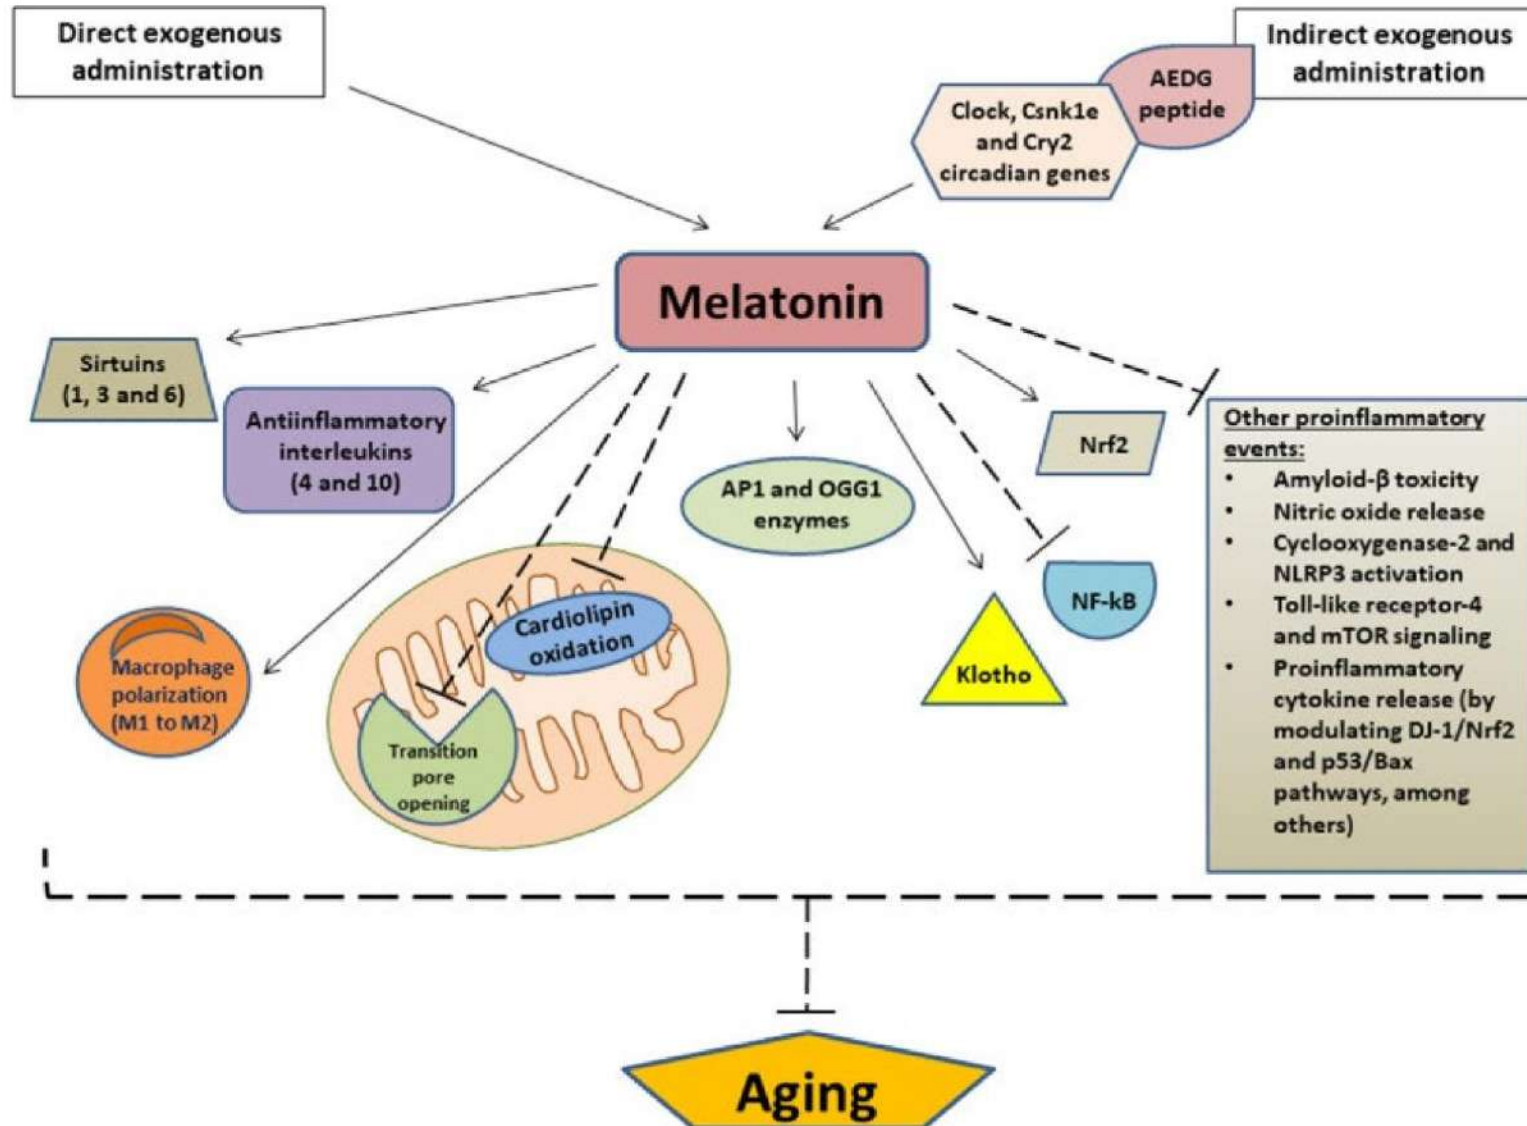 Direct exogenous
administration
Indirect exogenous
administration
AEDG
peptide
Clock, Csnk1e
and Cry2
circadian genes
Melatonin
Sirtuins
(1, 3 and 6)
Antiinflammatory
interleukins
(4 and 10)
AP1 and OGG1
enzymes
Nrf2
NF-kB
Klotho
Cardiolipin
oxidation
Transition
pore
opening
Macrophage
polarization
(M1 to M2)
Other proinflammatory
events:
• Amyloid-β toxicity
• Nitric oxide release
• Cyclooxygenase-2 and
NLRP3 activation
• Toll-like receptor-4
and mTOR signaling
• Proinflammatory
cytokine release (by
modulating DJ-1/Nrf2
and p53/Bax
pathways, among
others)
Aging